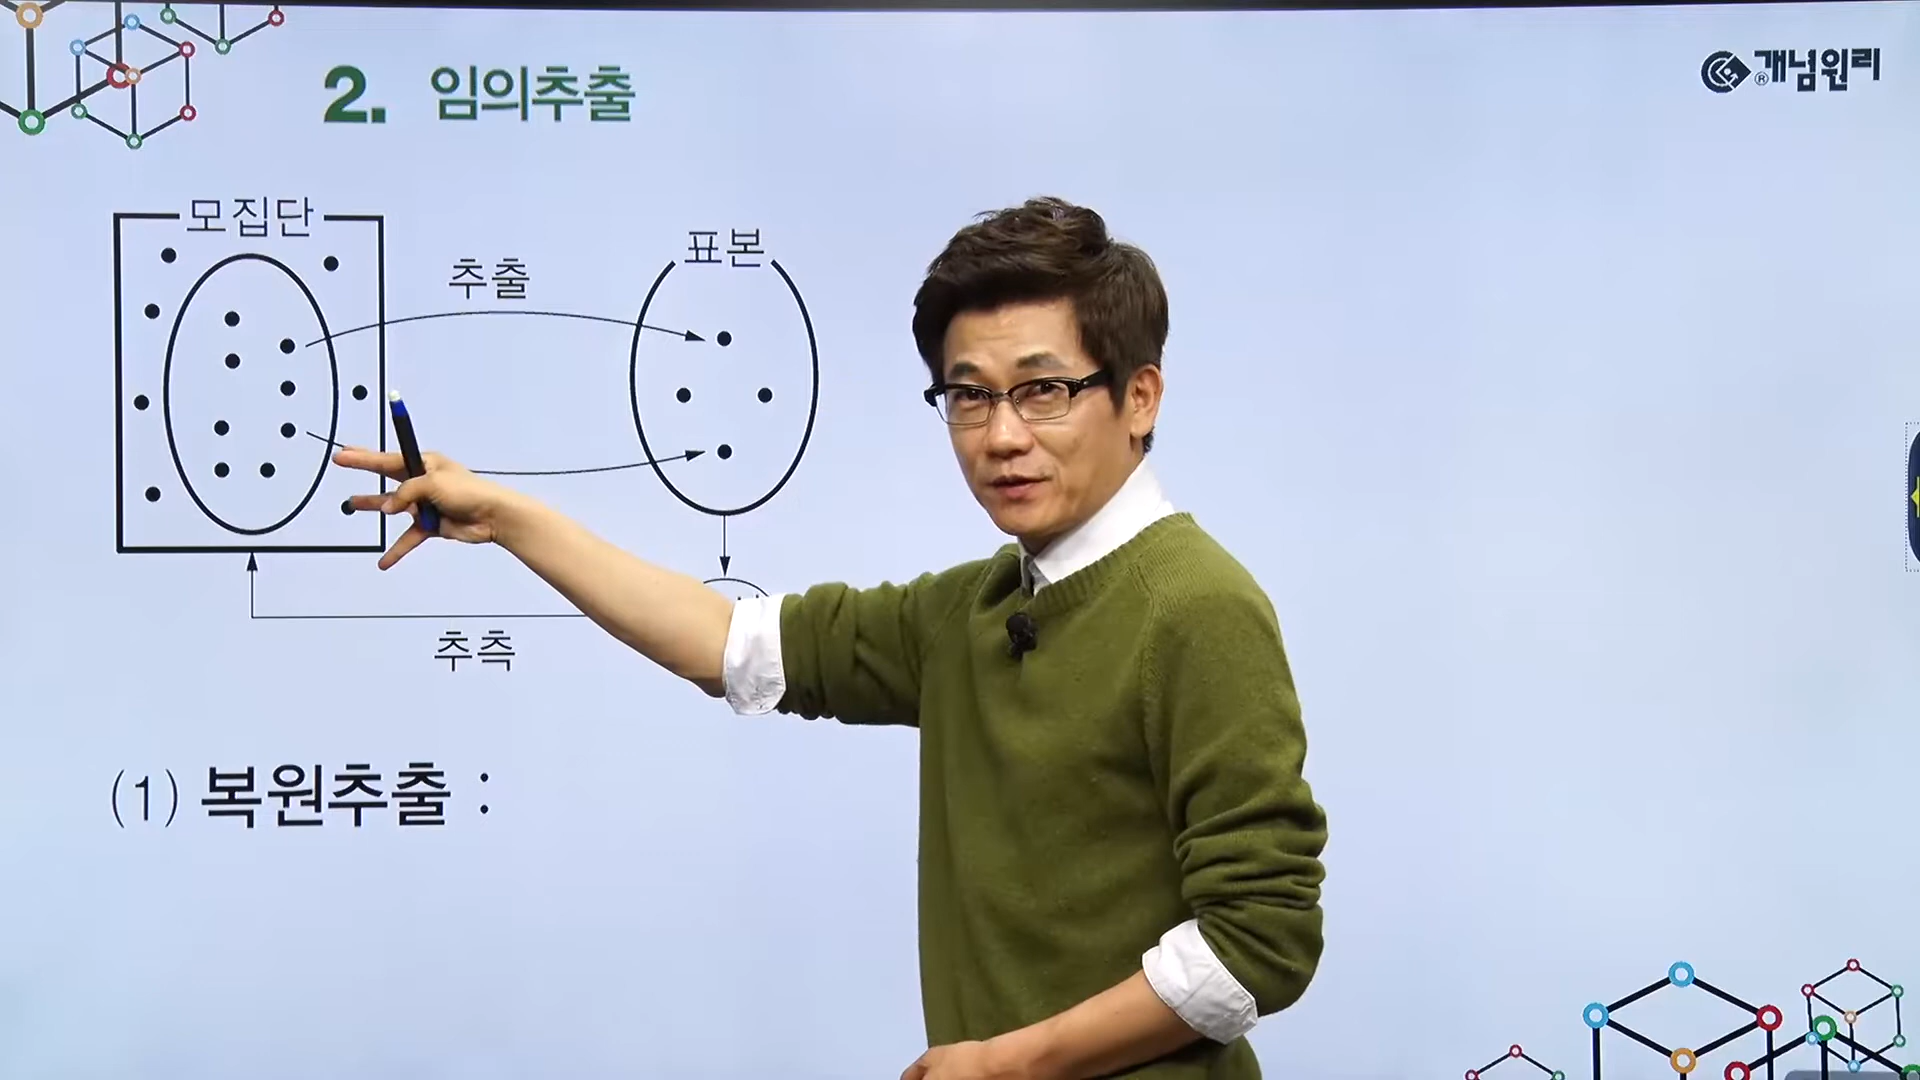 2. 임의추출
개념원리
®
모집단
표본
추출
추측
(1) 복원추출 :